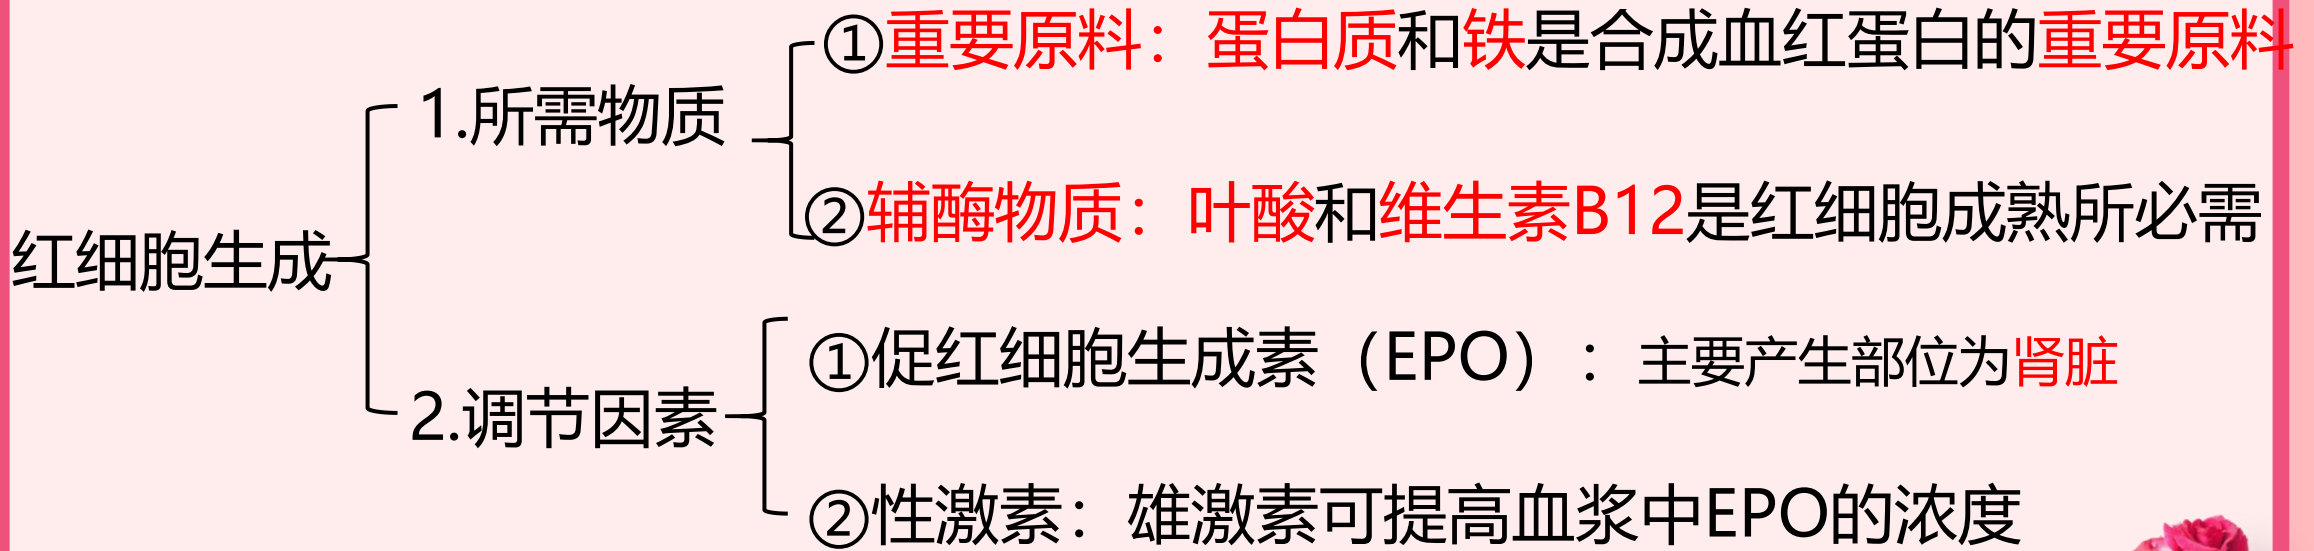 红细胞生成
1.所需物质
①重要原料：蛋白质和铁是合成血红蛋白的重要原料
②辅酶物质：叶酸和维生素B12是红细胞成熟所必需
2.调节因素
①促红细胞生成素（EPO）：主要产生部位为肾脏
②性激素：雄激素可提高血浆中EPO的浓度